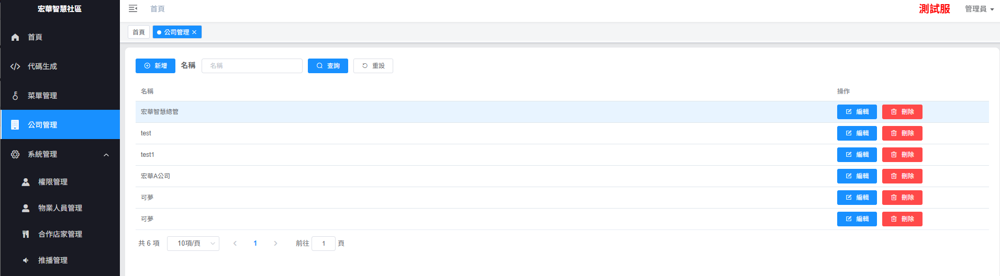 宏華智慧社區
首頁
代碼生成
菜單管理
公司管理
系統管理
權限管理
物業人員管理
合作店家管理
推播管理
首頁
測試服
管理員
首頁
公司管理
新增
名稱
名稱
查詢
重設
名稱
操作
宏華智慧總管
編輯
刪除
test
編輯
刪除
test1
編輯
刪除
宏華A公司
編輯
刪除
可夢
編輯
刪除
可夢
編輯
刪除
共 6 項
10項/頁
1
前往
1
頁